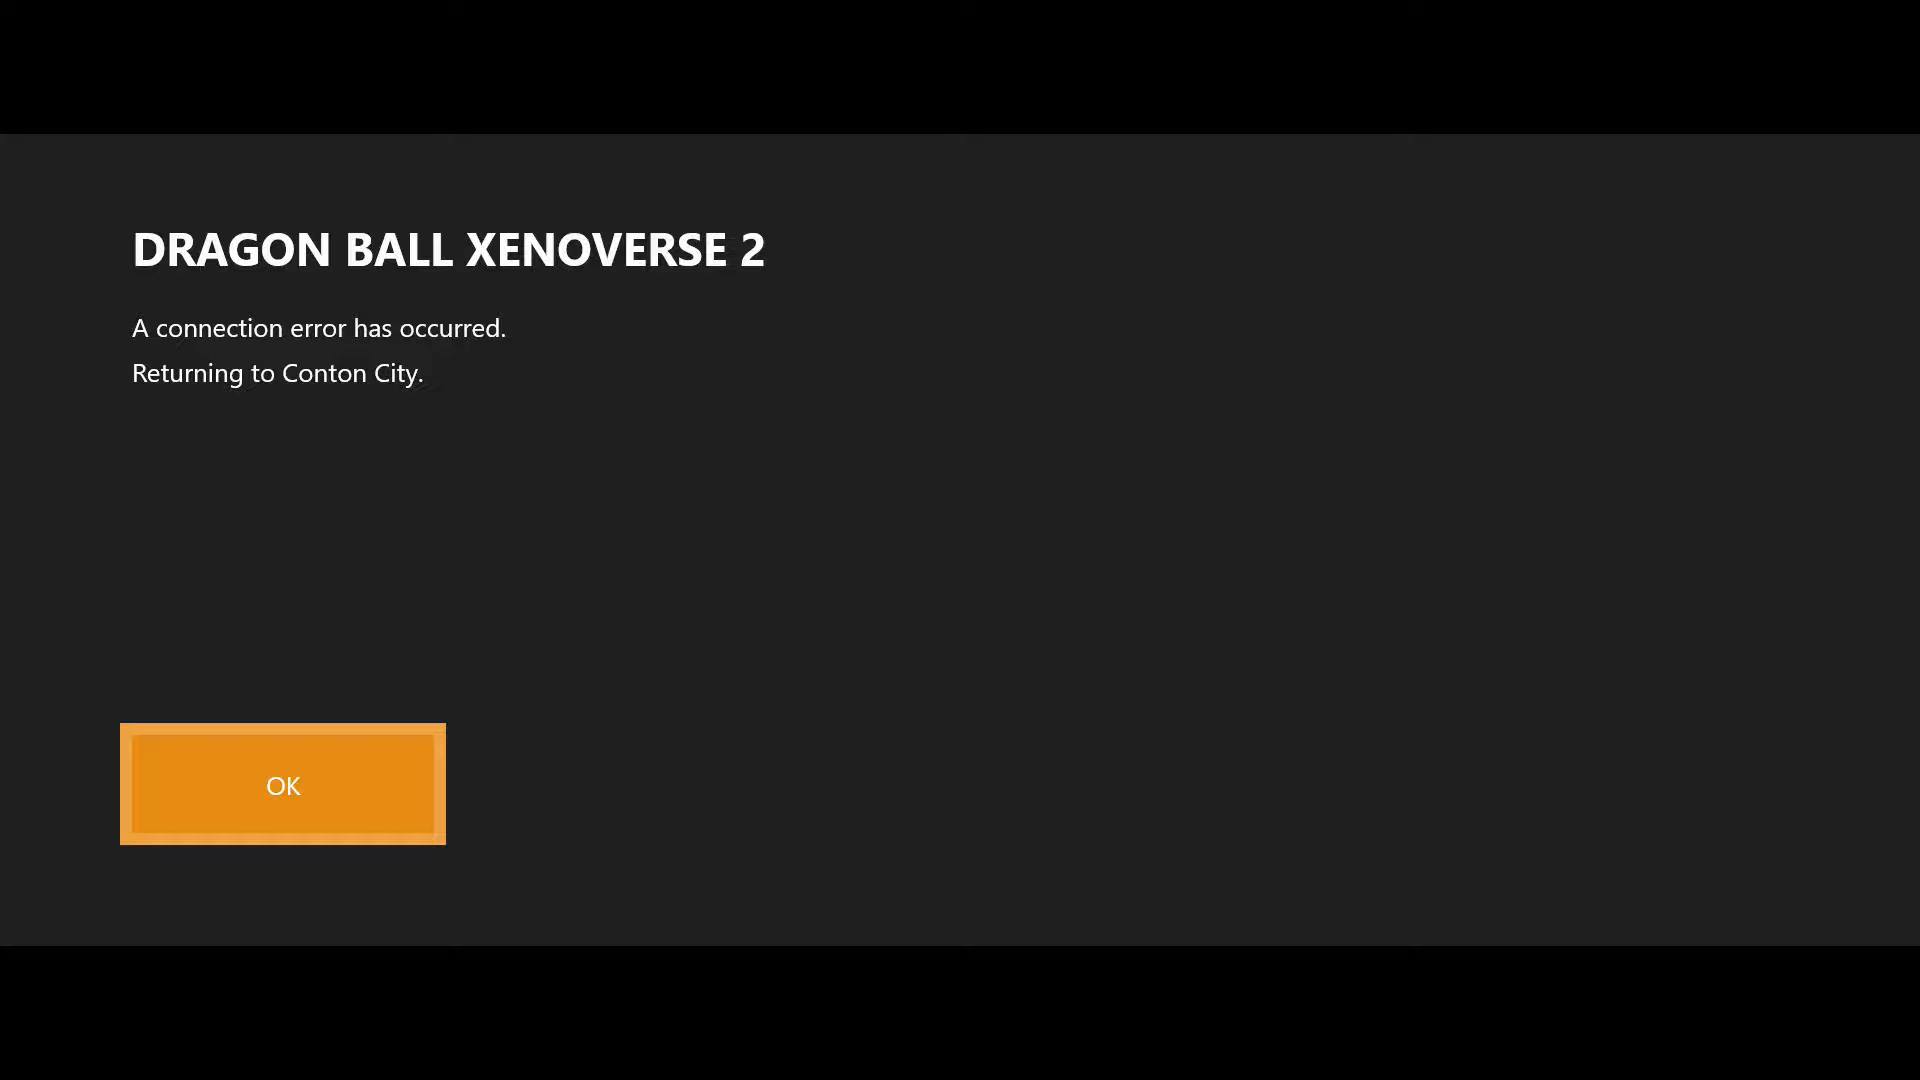 DRAGON BALL XENOVERSE 2
A connection error has occurred.
Returning to Conton City.
OK